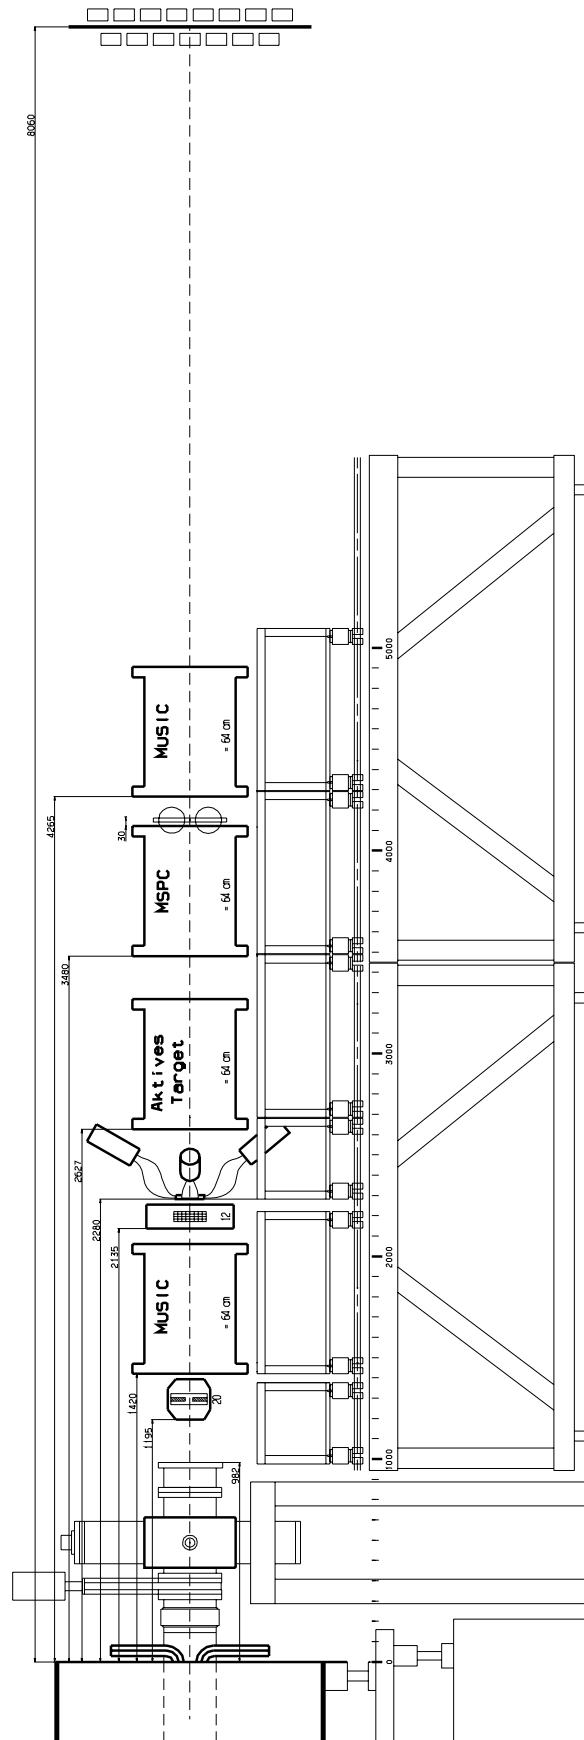 8060
5000
MUSIC
= 64 cm
4265
30
4000
MSPC
= 64 cm
3480
3000
Aktives
Target
= 64 cm
2627
2280
12
2135
2000
MUSIC
= 64 cm
1420
20
1195
982
1000
0